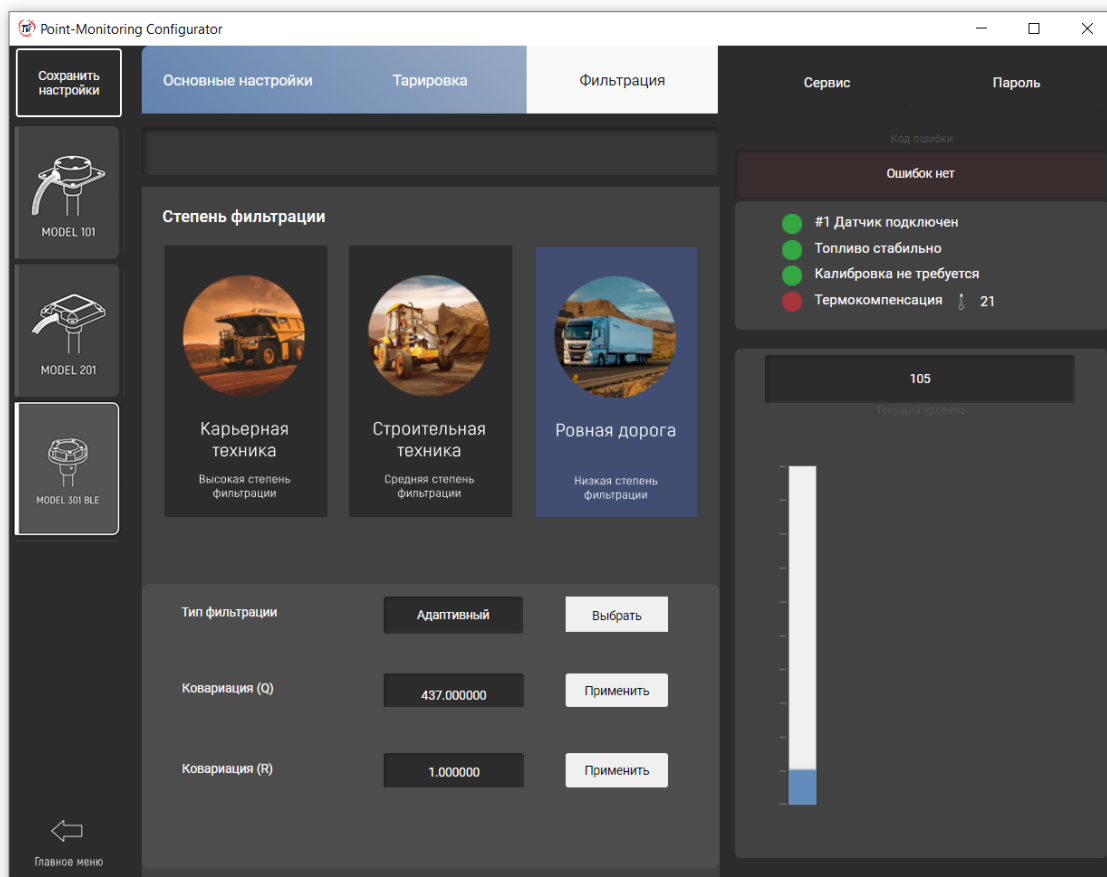 Point-Monitoring Configurator
Сохранить
настройки
Основные настройки
Тарировка
Фильтрация
Сервис
Пароль
MODEL 101
MODEL 201
MODEL 301 BLE
Главное меню
Степень фильтрации
Карьерная
техника
Высокая степень
фильтрации
Строительная
техника
Средняя степень
фильтрации
Ровная дорога
Низкая степень
фильтрации
Тип фильтрации
Адаптивный
Выбрать
Ковариация (Q)
437.000000
Применить
Ковариация (R)
1.000000
Применить
Код ошибки
Ошибок нет
#1 Датчик подключен
Топливо стабильно
Калибровка не требуется
Термокомпенсация 21
105
Текущий уровень